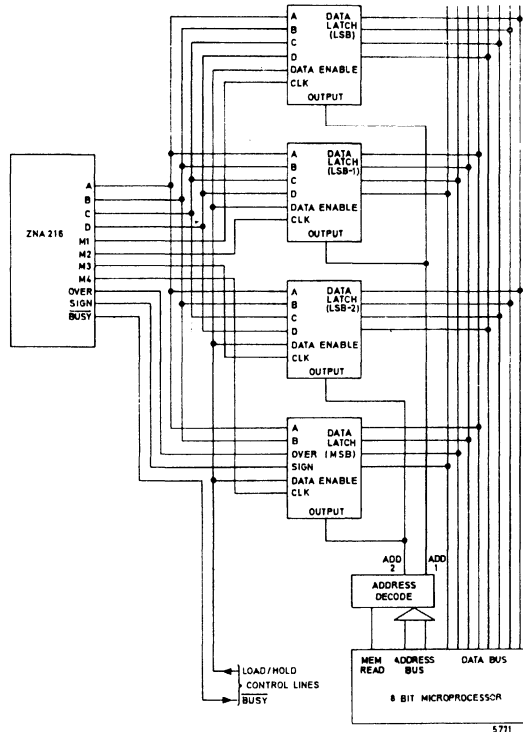 A DATA
B LATCH
C (LSB)
D
DATA ENABLE
CLK
OUTPUT
A DATA
B LATCH
C (LSB-1)
D
DATA ENABLE
CLK
OUTPUT
ZNA216
A
B
C
D
M1
M2
M3
M4
OVER
SIGN
BUSY
A DATA
B LATCH
C (LSB-2)
D
DATA ENABLE
CLK
OUTPUT
A DATA
B LATCH
OVER (MSB)
SIGN
DATA ENABLE
CLK
OUTPUT
ADD 2
ADD 1
ADDRESS
DECODE
MEM READ
ADDRESS BUS
DATA BUS
8 BIT MICROPROCESSOR
LOAD/HOLD
CONTROL LINES
BUSY
5771